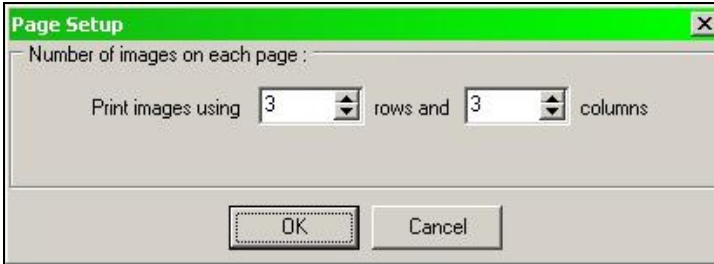 Page Setup
Number of images on each page :
Print images using 3 rows and 3 columns
OK Cancel